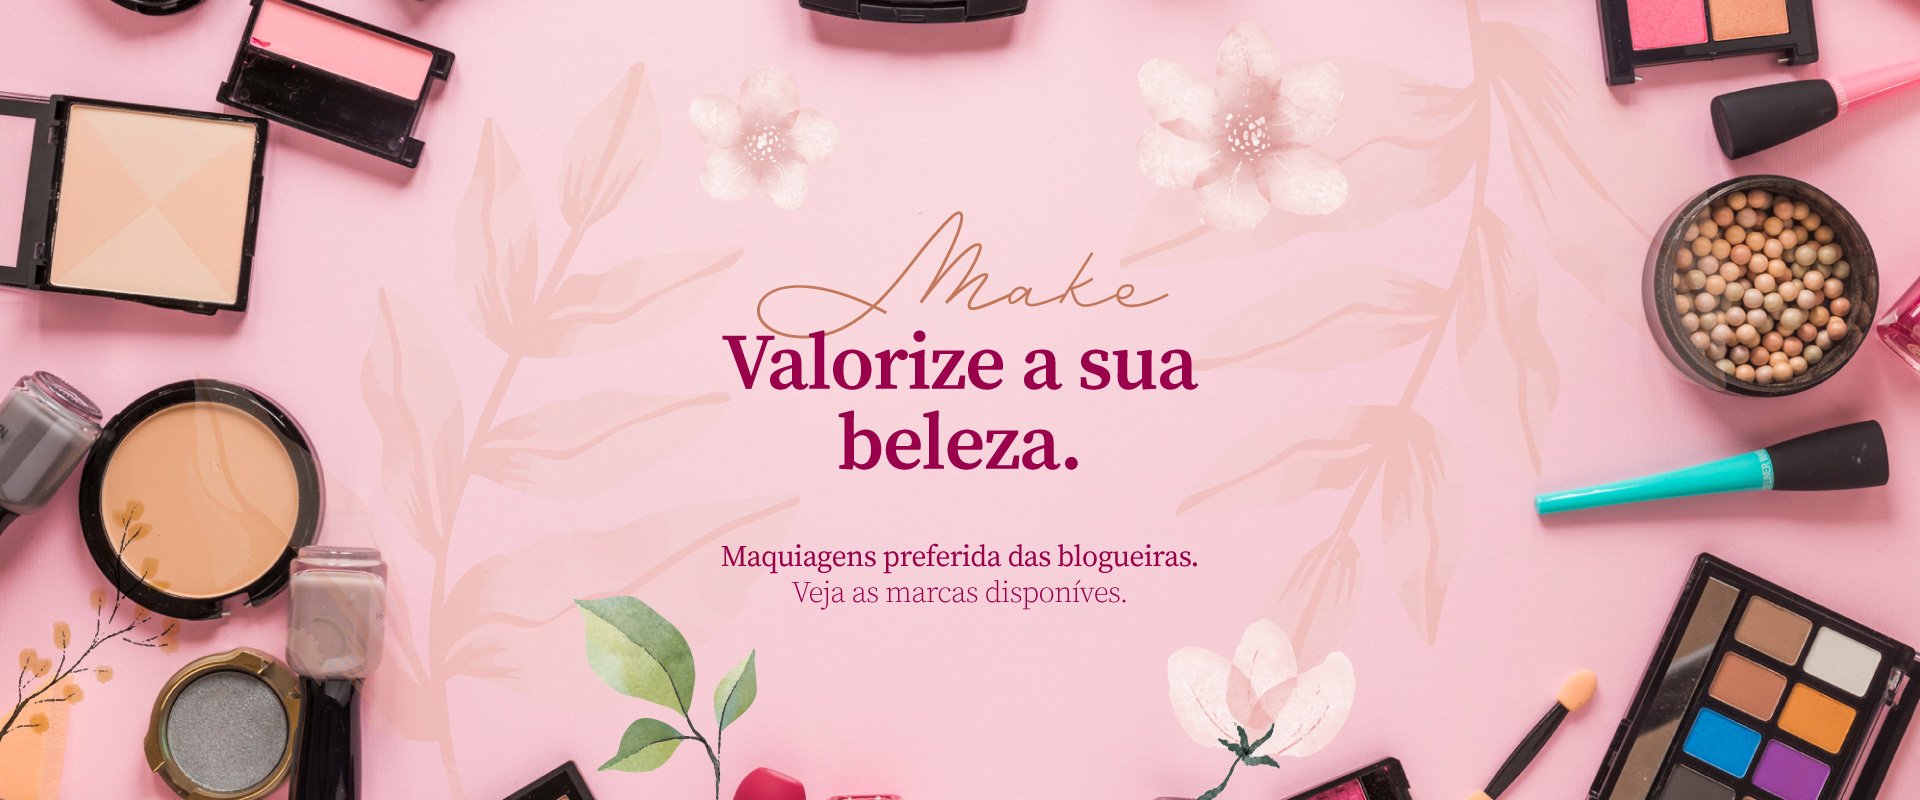 Make
Valorize a sua
beleza.
Maquiagens preferida das blogueiras.
Veja as marcas disponíves.